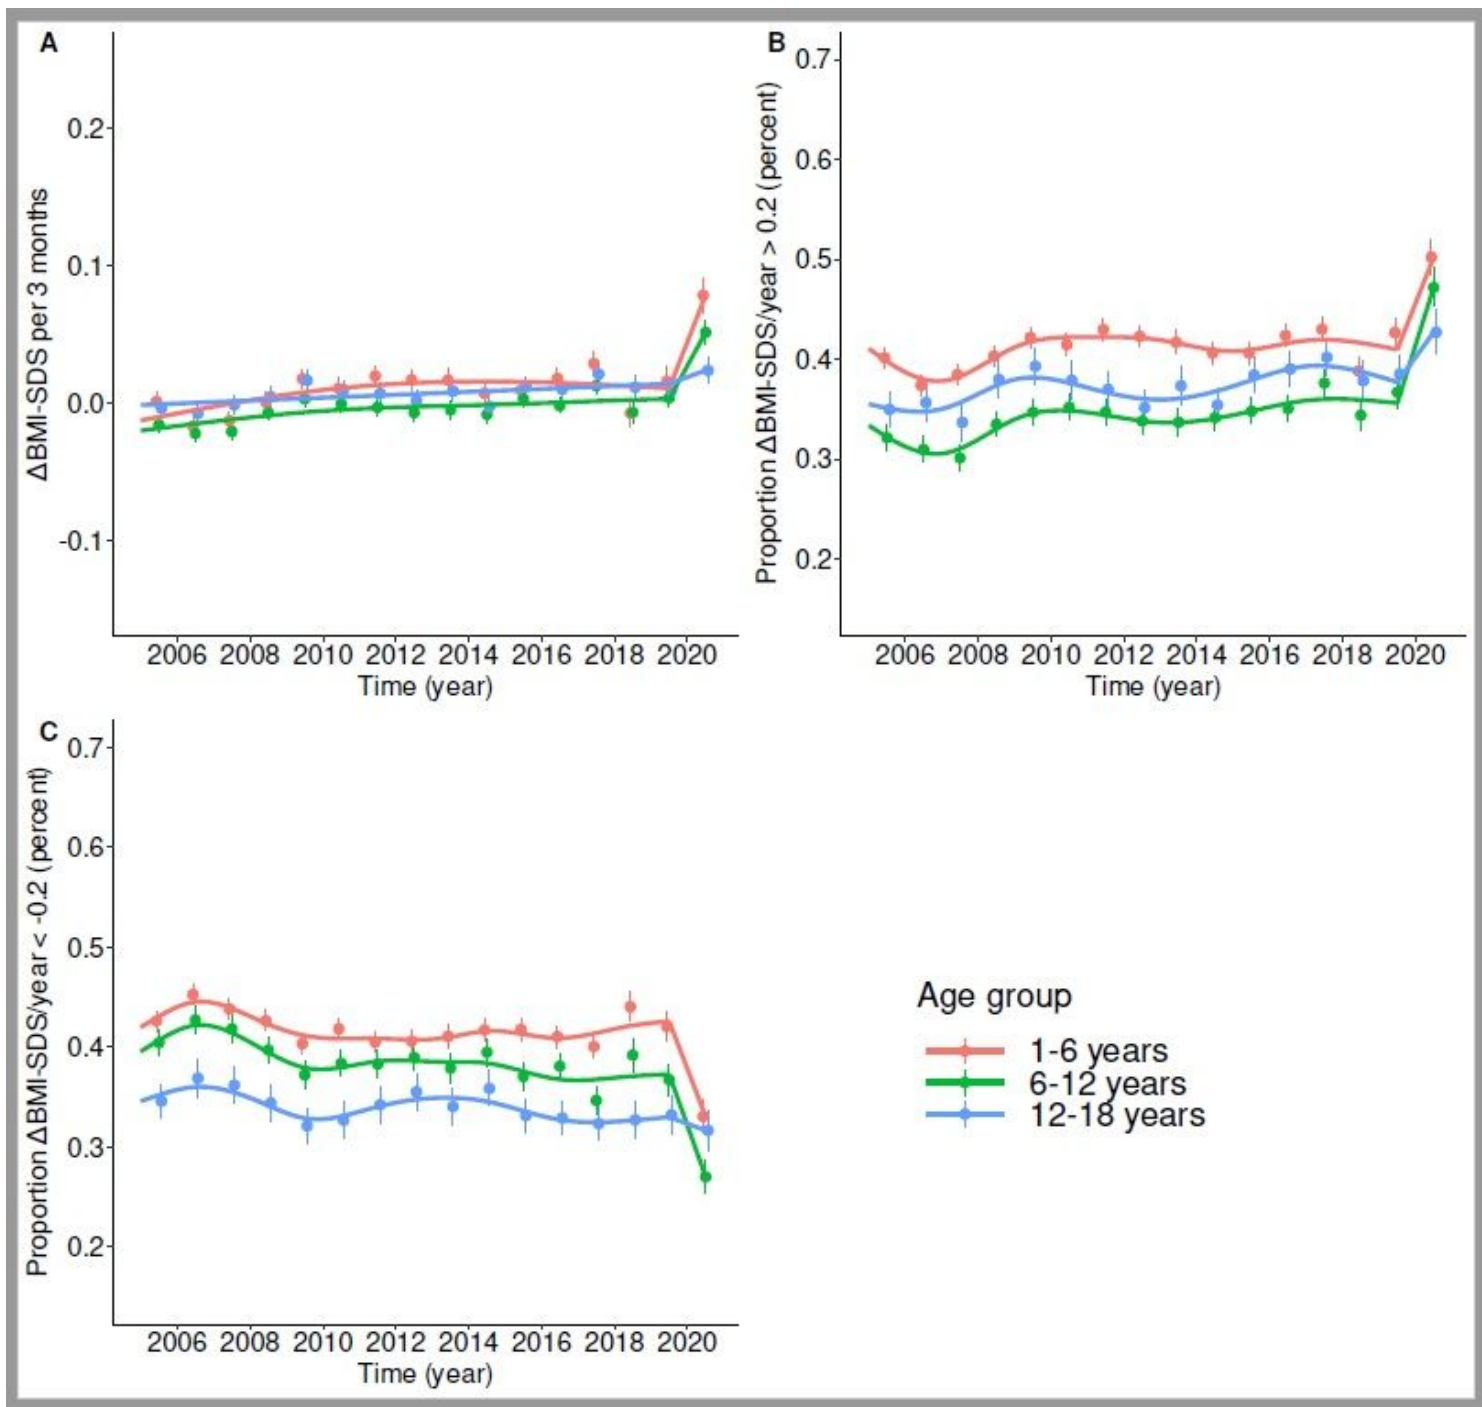 A
0.2
0.1
0.0
-0.1
ΔBMI-SDS per 3 months
2006 2008 2010 2012 2014 2016 2018 2020
Time (year)
B
0.7
0.6
0.5
0.4
0.3
0.2
Proportion ΔBMI-SDS/year > 0.2 (percent)
2006 2008 2010 2012 2014 2016 2018 2020
Time (year)
C
0.7
0.6
0.5
0.4
0.3
0.2
Proportion ΔBMI-SDS/year < -0.2 (percent)
2006 2008 2010 2012 2014 2016 2018 2020
Time (year)
Age group
1-6 years
6-12 years
12-18 years